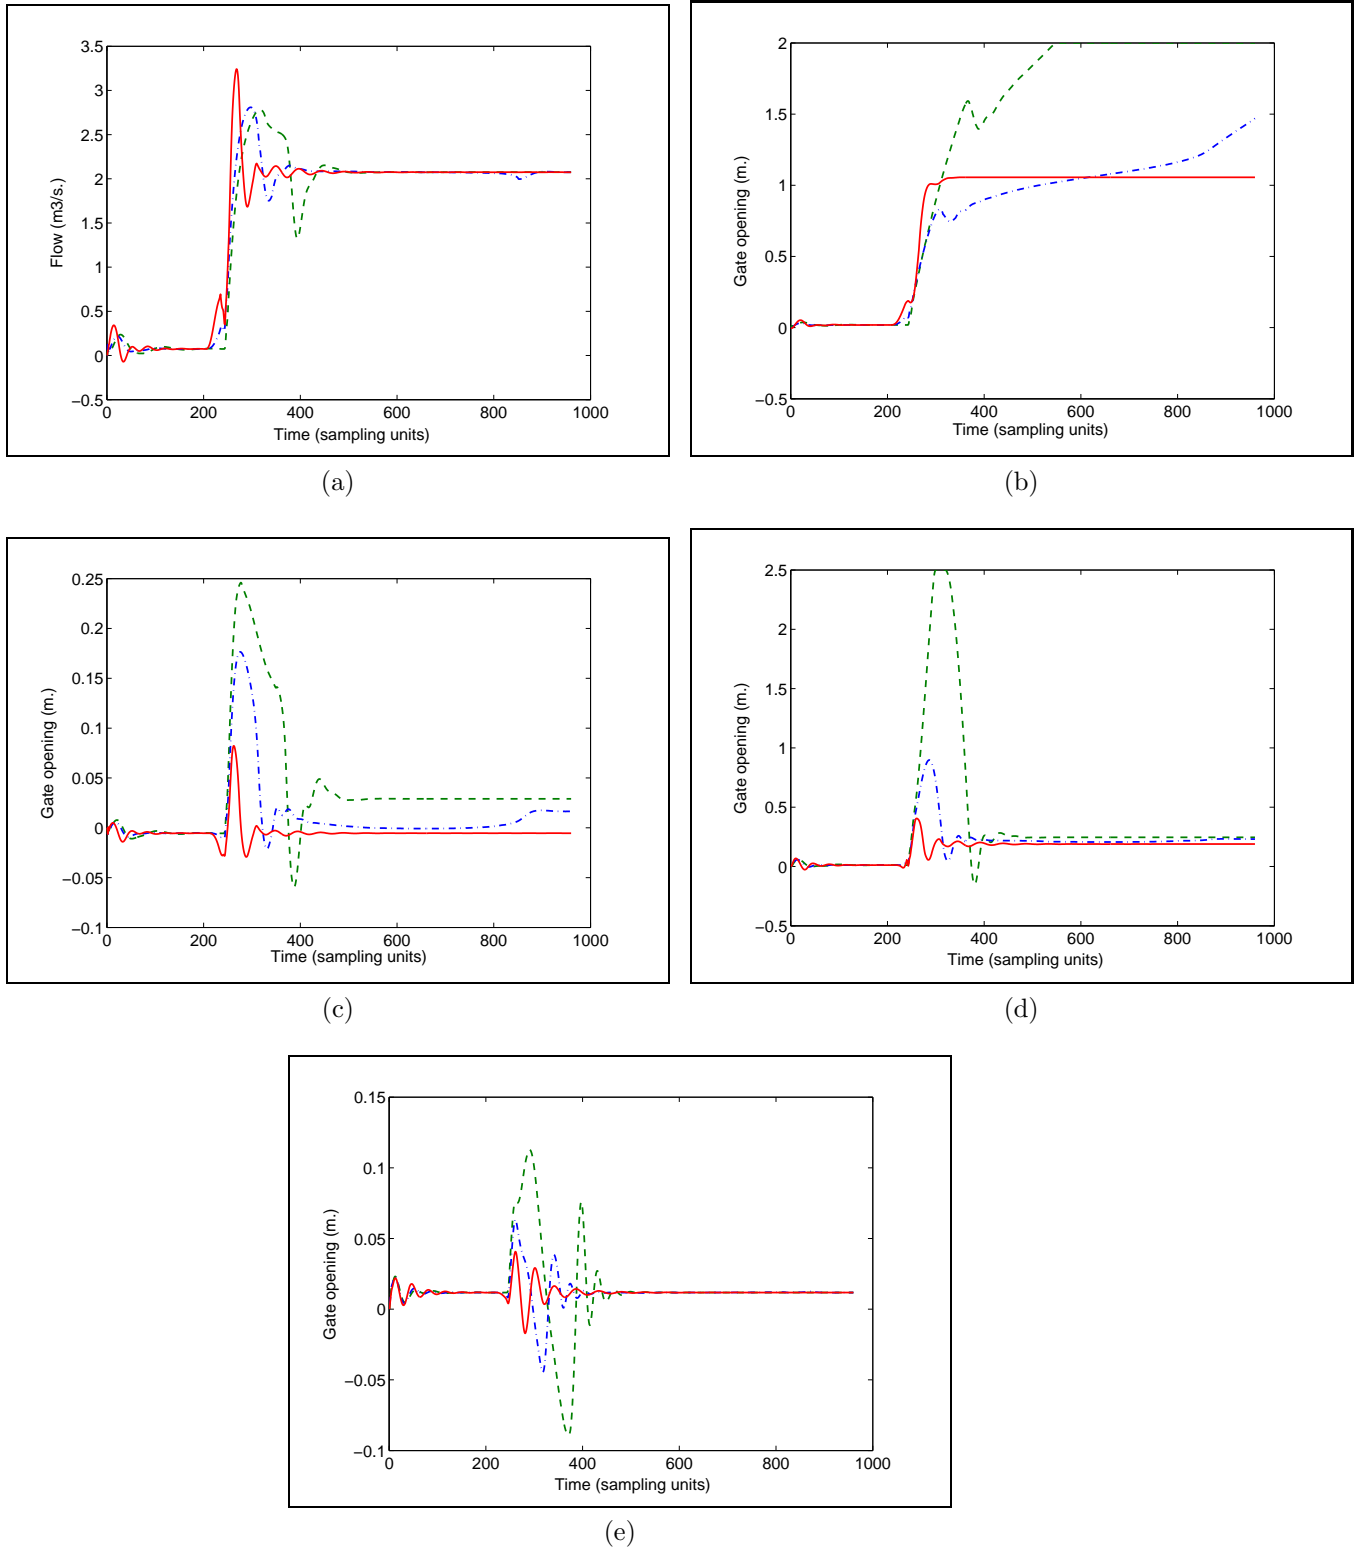 3.5
3
2.5
2
1.5
1
0.5
0
−0.5
Flow (m3/s.)
0 200 400 600 800 1000
Time (sampling units)
(a)
2
1.5
1
0.5
0
−0.5
Gate opening (m.)
0 200 400 600 800 1000
Time (sampling units)
(b)
0.25
0.2
0.15
0.1
0.05
0
−0.05
−0.1
Gate opening (m.)
0 200 400 600 800 1000
Time (sampling units)
(c)
2.5
2
1.5
1
0.5
0
−0.5
Gate opening (m.)
0 200 400 600 800 1000
Time (sampling units)
(d)
0.15
0.1
0.05
0
−0.05
−0.1
Gate opening (m.)
0 200 400 600 800 1000
Time (sampling units)
(e)